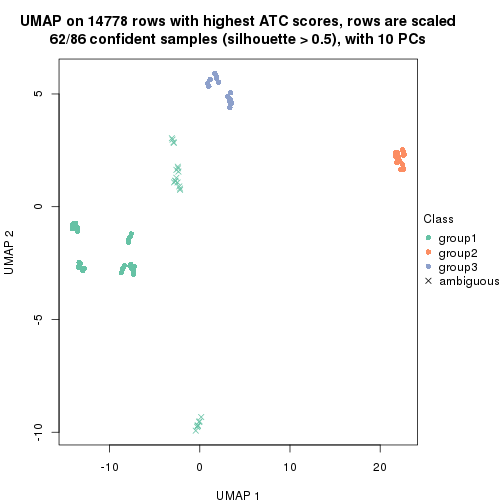 UMAP on 14778 rows with highest ATC scores, rows are scaled
62/86 confident samples (silhouette > 0.5), with 10 PCs
5
0
-5
-10
UMAP 2
-10
0
10
20
UMAP 1
Class
group1
group2
group3
ambiguous